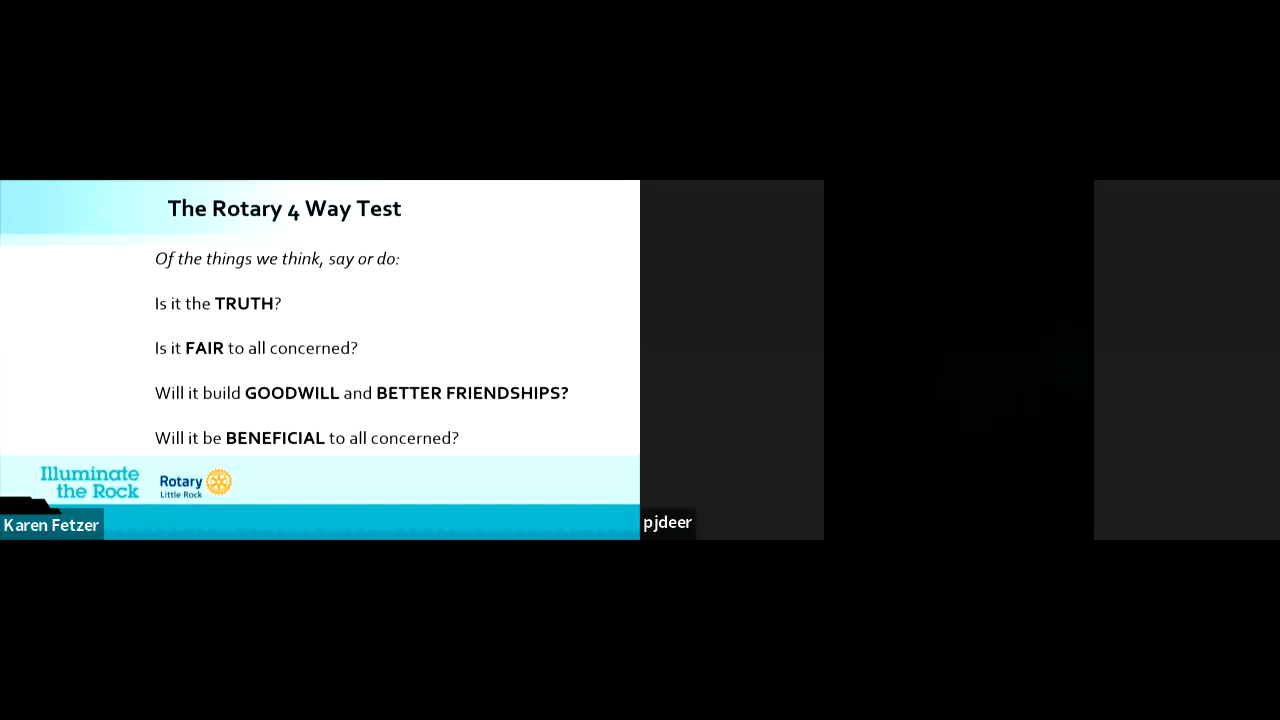 The Rotary 4 Way Test
Of the things we think, say or do:
Is it the TRUTH?
Is it FAIR to all concerned?
Will it build GOODWILL and BETTER FRIENDSHIPS?
Will it be BENEFICIAL to all concerned?
Illuminate
the Rock
Rotary
Little Rock
Karen Fetzer
pjdeer